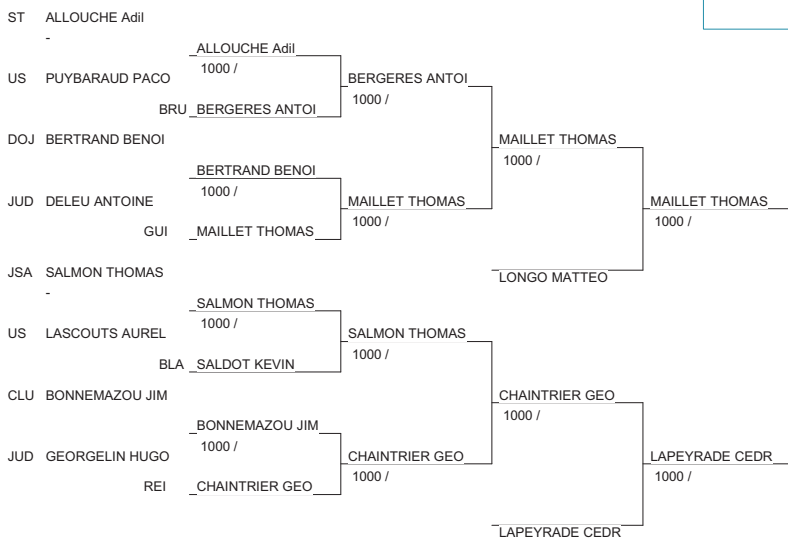 ST ALLOUCHE Adil
-
ALLOUCHE Adil
1000 /
US PUYBARAUD PACO
BERGERES ANTOI
1000 /
BRU BERGERES ANTOI
DOJ BERTRAND BENOI
MAILLET THOMAS
1000 /
BERTRAND BENOI
1000 /
JUD DELEU ANTOINE
MAILLET THOMAS
1000 /
MAILLET THOMAS
1000 /
GUI MAILLET THOMAS
JSA SALMON THOMAS
-
LONGO MATTEO
SALMON THOMAS
1000 /
US LASCOUTS AUREL
SALMON THOMAS
1000 /
BLA SALDOT KEVIN
CLU BONNEMAZOU JIM
CHAINTRIER GEO
1000 /
BONNEMAZOU JIM
1000 /
JUD GEORGELIN HUGO
CHAINTRIER GEO
1000 /
LAPEYRADE CEDR
1000 /
REI CHAINTRIER GEO
LAPEYRADE CEDR